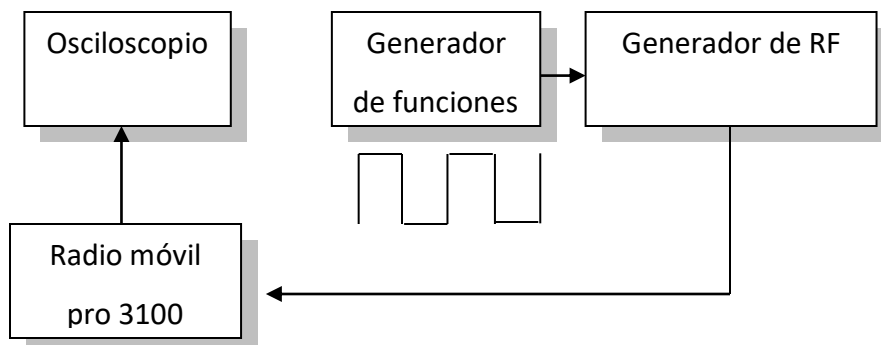 Osciloscopio
Generador
de funciones
Generador de RF
Radio móvil
pro 3100